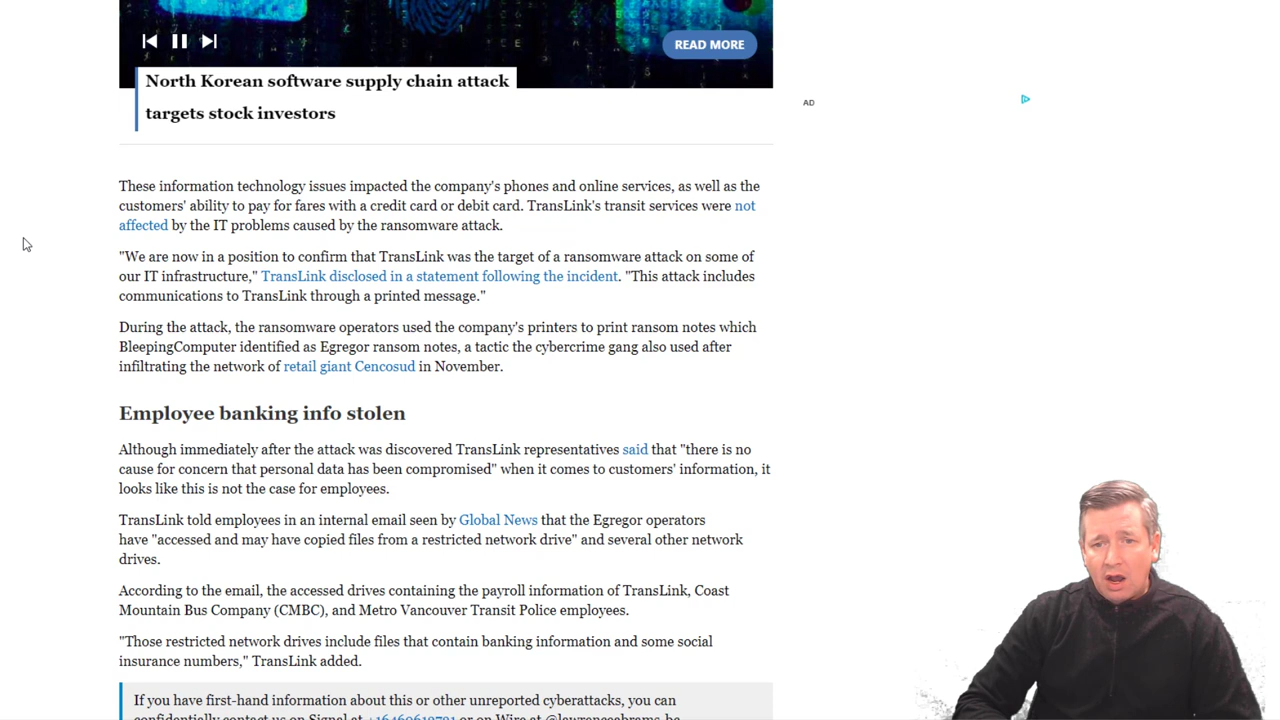 READ MORE
North Korean software supply chain attack
targets stock investors
AD
These information technology issues impacted the company's phones and online services, as well as the
customers' ability to pay for fares with a credit card or debit card. TransLink's transit services were not
affected by the IT problems caused by the ransomware attack.
"We are now in a position to confirm that TransLink was the target of a ransomware attack on some of
our IT infrastructure," TransLink disclosed in a statement following the incident. "This attack includes
communications to TransLink through a printed message."
During the attack, the ransomware operators used the company's printers to print ransom notes which
BleepingComputer identified as Egregor ransom notes, a tactic the cybercrime gang also used after
infiltrating the network of retail giant Cencosud in November.
Employee banking info stolen
Although immediately after the attack was discovered TransLink representatives said that "there is no
cause for concern that personal data has been compromised" when it comes to customers' information, it
looks like this is not the case for employees.
TransLink told employees in an internal email seen by Global News that the Egregor operators
have "accessed and may have copied files from a restricted network drive" and several other network
drives.
According to the email, the accessed drives containing the payroll information of TransLink, Coast
Mountain Bus Company (CMBC), and Metro Vancouver Transit Police employees.
"Those restricted network drives include files that contain banking information and some social
insurance numbers," TransLink added.
If you have first-hand information about this or other unreported cyberattacks, you can
confidentially contact us on Signal at +16469613731 or on Wire at @lawrenceabrams-bc